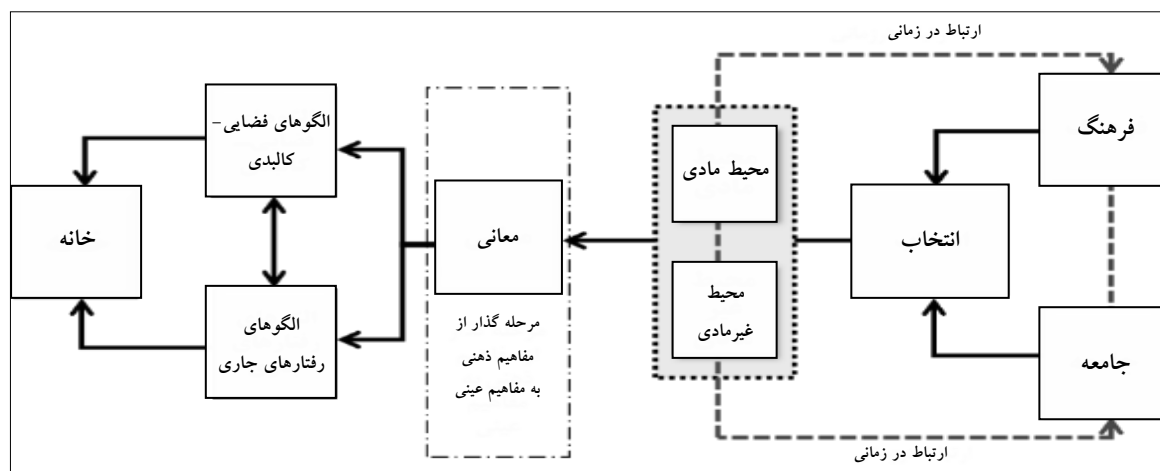 ارتباط در زمانی
فرهنگ
جامعه
انتخاب
محیط مادی
محیط
غیرمادی
ارتباط در زمانی
معانی
مرحله گذار از
مفاهیم ذهنی
به مفاهیم عینی
الگوهای فضایی-
کالبدی
الگوهای
رفتارهای جاری
خانه